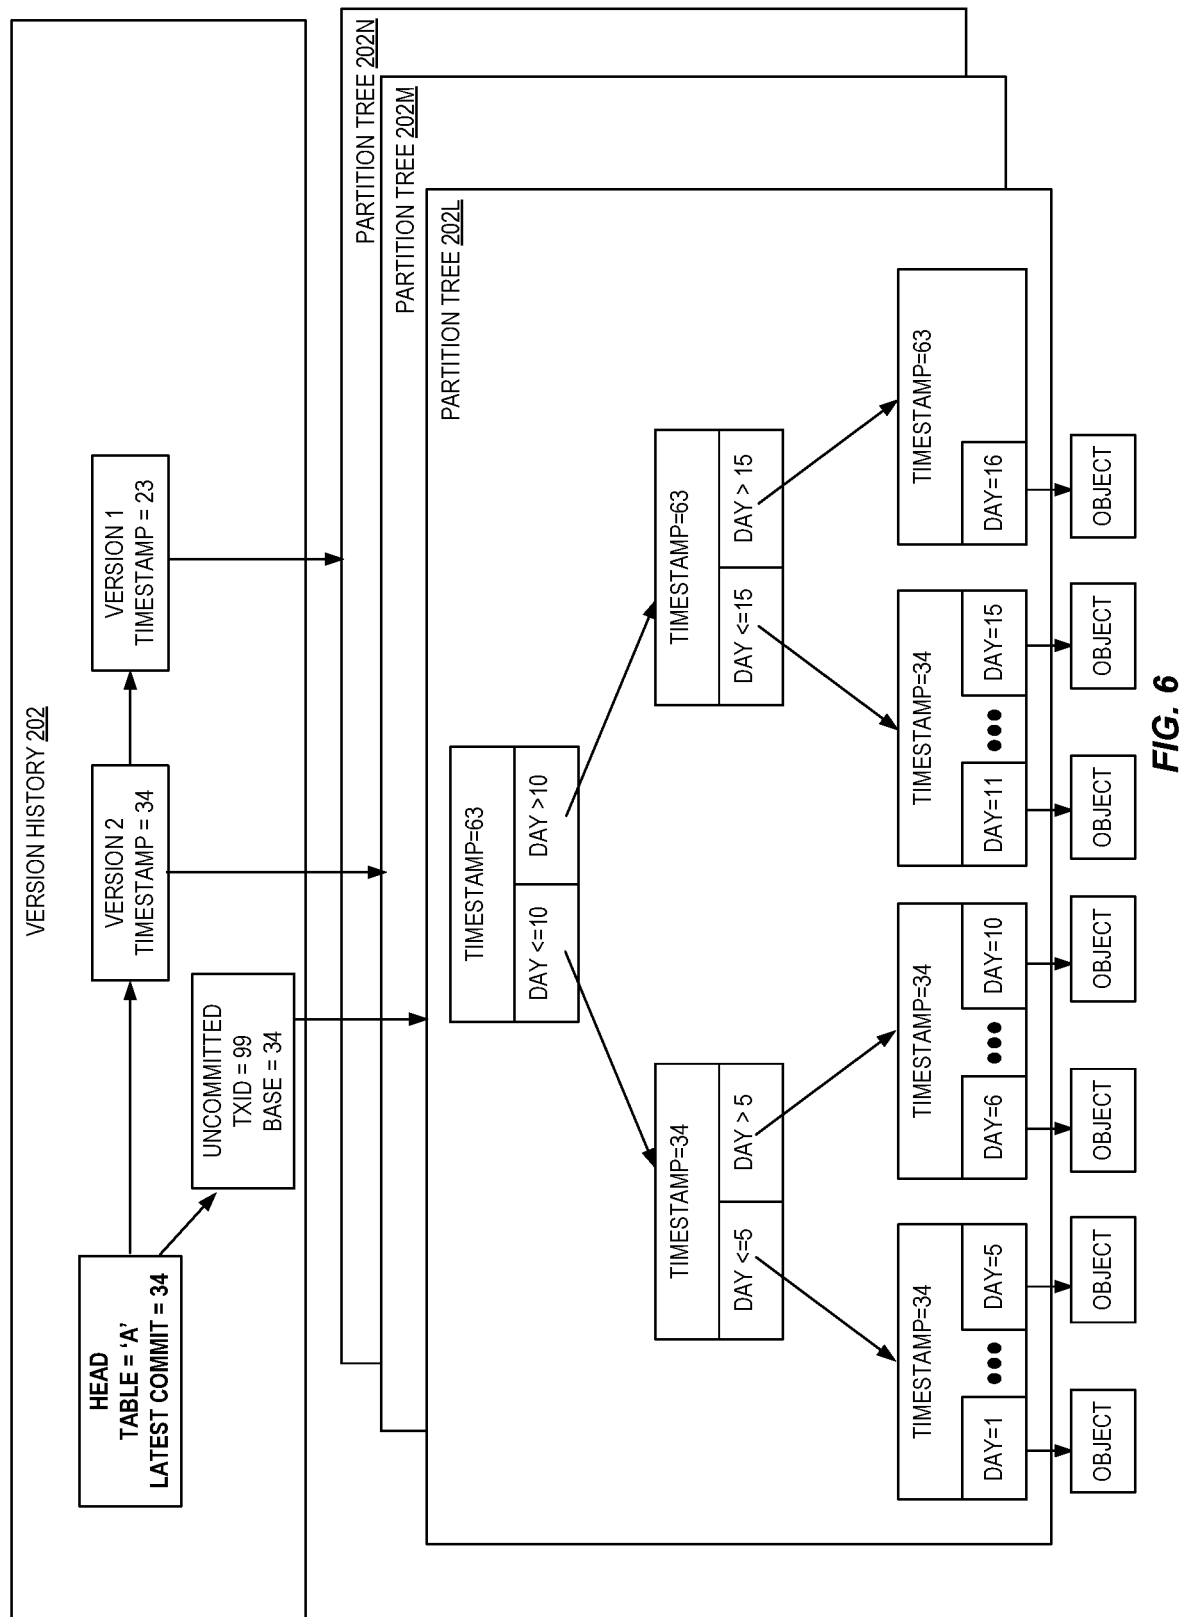 VERSION HISTORY 202
HEAD
TABLE = ‘A’
LATEST COMMIT = 34
UNCOMMITTED
TXID = 99
BASE = 34
VERSION 2
TIMESTAMP = 34
VERSION 1
TIMESTAMP = 23
PARTITION TREE 202N
PARTITION TREE 202M
PARTITION TREE 202L
TIMESTAMP=63
DAY <=10
DAY >10
TIMESTAMP=34
DAY <=5
DAY > 5
TIMESTAMP=63
DAY <=15
DAY > 15
TIMESTAMP=34
DAY=1
●●●
DAY=5
TIMESTAMP=34
DAY=6
●●●
DAY=10
TIMESTAMP=34
DAY=11
●●●
DAY=15
TIMESTAMP=63
DAY=16
OBJECT
OBJECT
OBJECT
OBJECT
OBJECT
OBJECT
OBJECT
FIG. 6